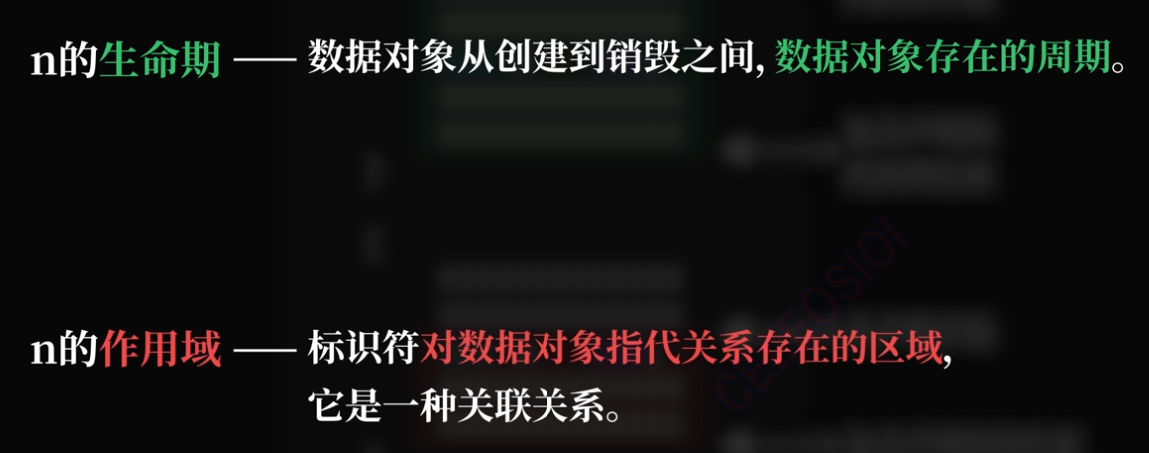 n的生命期 —— 数据对象从创建到销毁之间, 数据对象存在的周期。
n的作用域 —— 标识符对数据对象指代关系存在的区域,
它是一种关联关系。